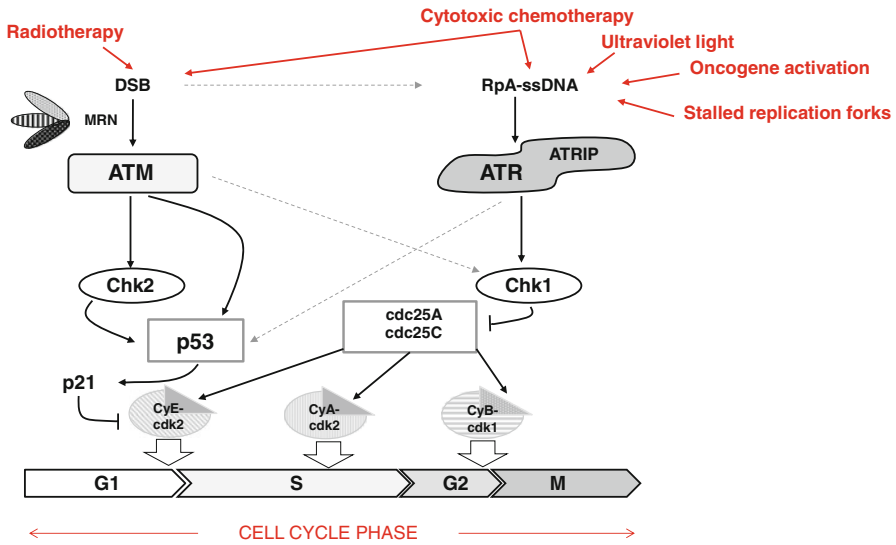 Cytotoxic chemotherapy
Radiotherapy
Ultraviolet light
Oncogene activation
DSB
RpA-ssDNA
Stalled replication forks
MRN
ATM
ATR
ATRIP
Chk2
Chk1
cdc25A
cdc25C
p53
p21
CyE-
cdk2
CyA-
cdk2
CyB-
cdk1
G1
S
G2
M
CELL CYCLE PHASE